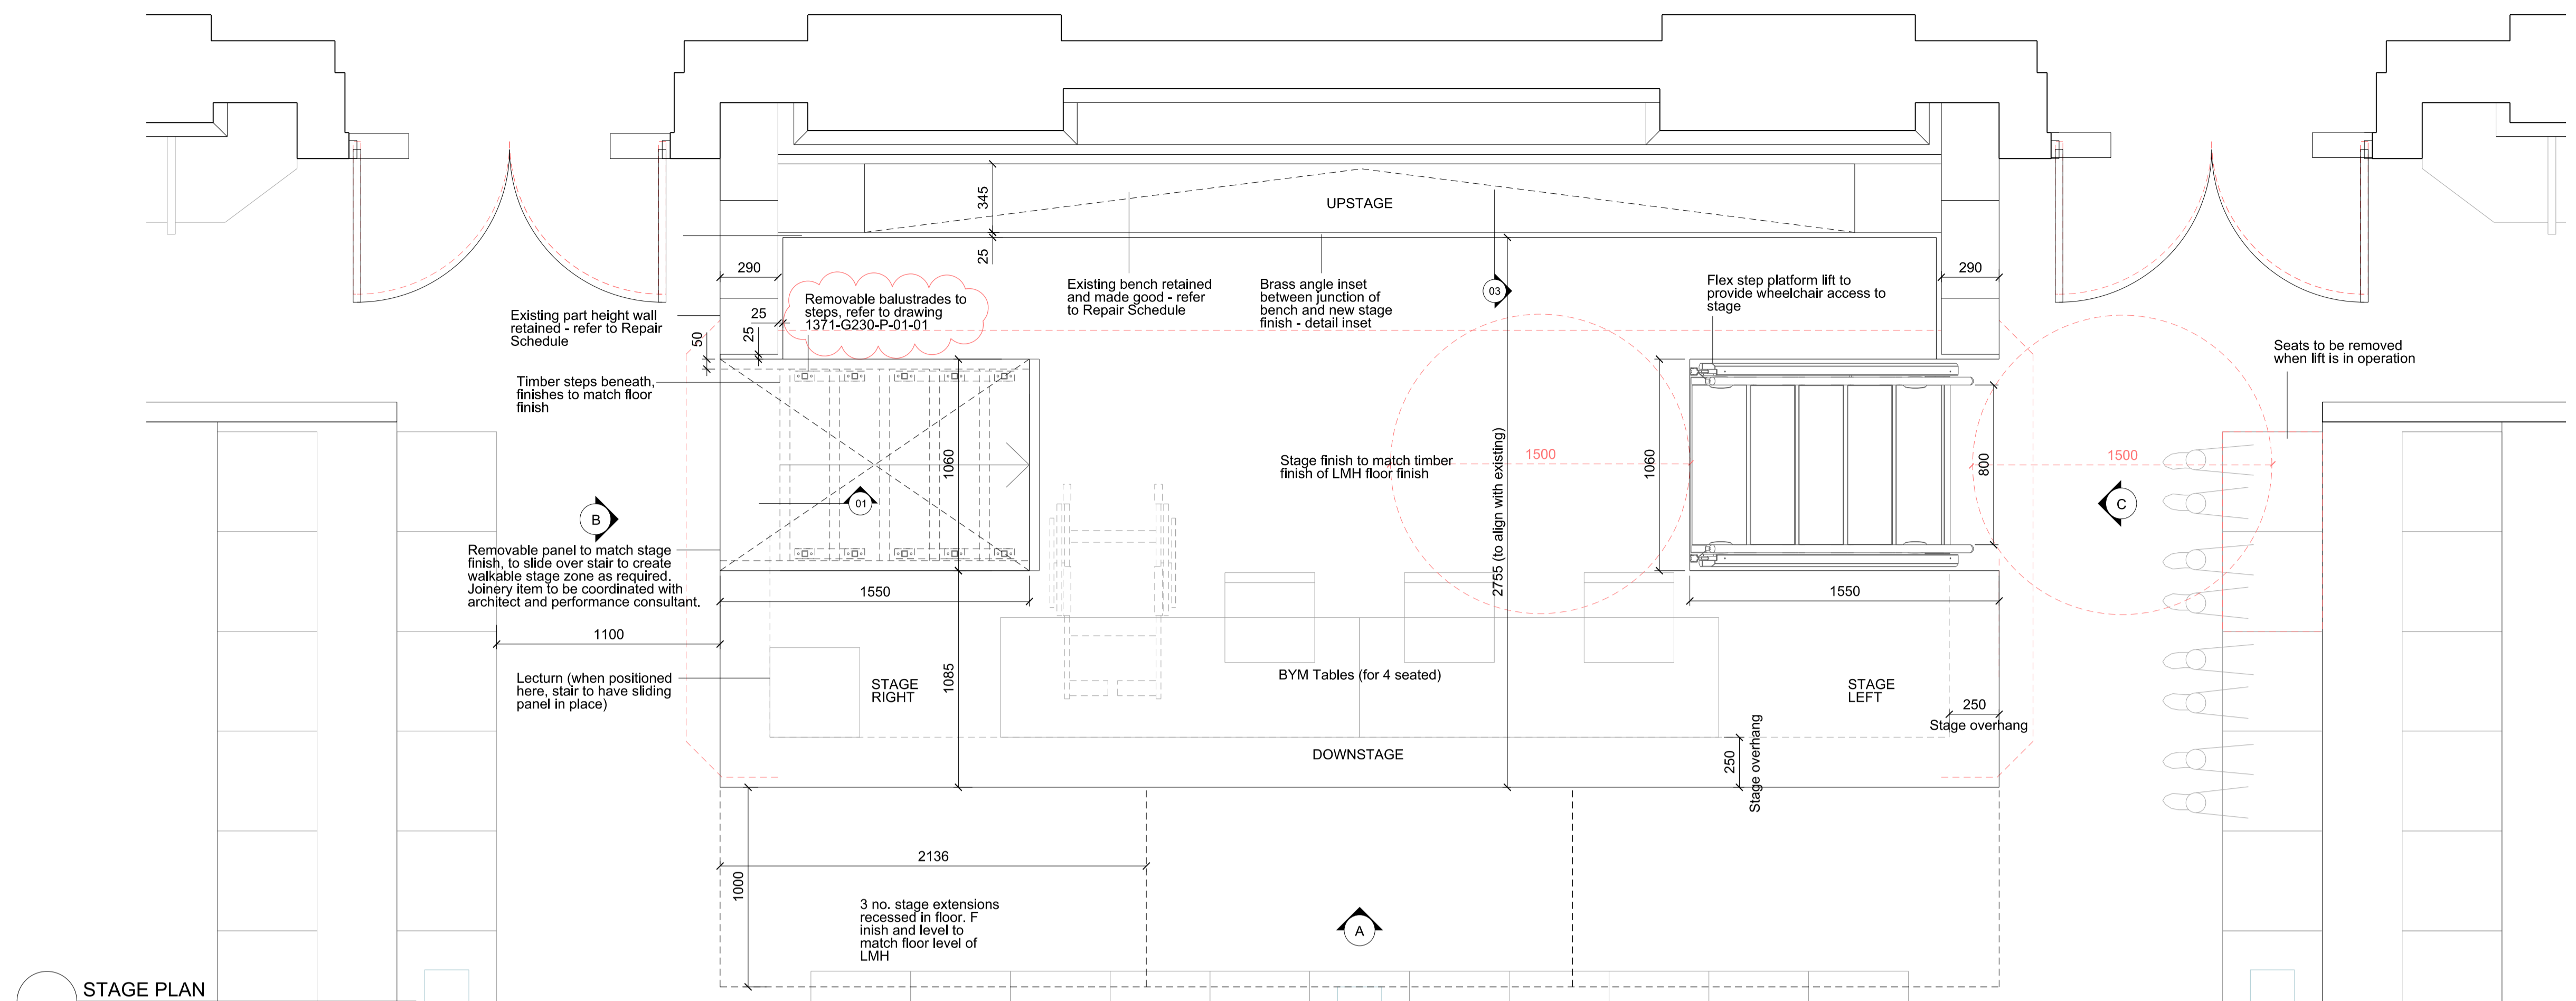 345
UPSTAGE
25
290
Removable balustrades to
steps, refer to drawing
1371-G230-P-01-01
Existing bench retained
and made good - refer
to Repair Schedule
Brass angle inset
between junction of
bench and new stage
finish - detail inset
03
Flex step platform lift to
provide wheelchair access to
stage
290
Existing part height wall
retained - refer to Repair
Schedule
25
25
50
Seats to be removed
when lift is in operation
Timber steps beneath,
finishes to match floor
finish
1060
01
B
Stage finish to match timber
finish of LMH floor finish
1500
2755 (to align with existing)
1060
800
1500
C
Removable panel to match stage
finish, to slide over stair to create
walkable stage zone as required.
Joinery item to be coordinated with
architect and performance consultant.
1550
1550
1100
Lecturn (when positioned
here, stair to have sliding
panel in place)
STAGE
RIGHT
1085
BYM Tables (for 4 seated)
STAGE
LEFT
250
Stage overhang
DOWNSTAGE
250
Stage overhang
2136
1000
3 no. stage extensions
recessed in floor. F
inish and level to
match floor level of
LMH
A
STAGE PLAN